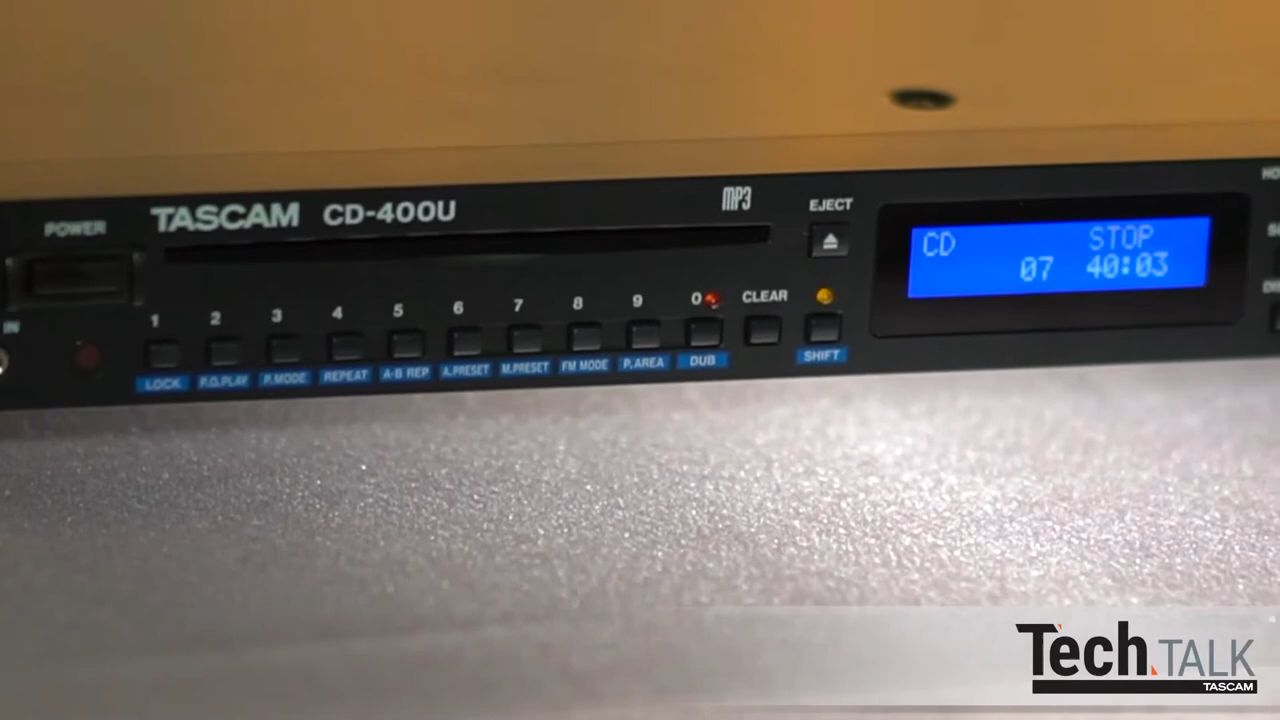 POWER
TASCAM CD-400U
MP3
EJECT
CD STOP
07 40:03
IN
1 2 3 4 5 6 7 8 9 0 CLEAR
LOCK P.O.PLAY P.MODE REPEAT A-B REP A.PRESET M.PRESET FM MODE P.AREA DUB SHIFT
Tech.TALK
TASCAM